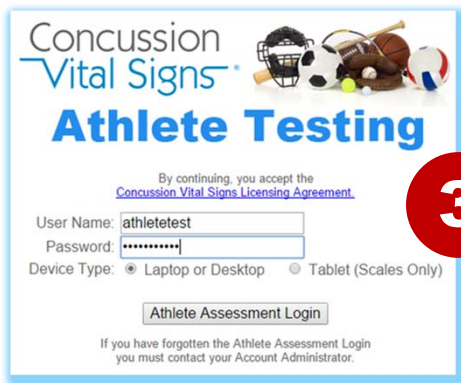 Concussion
Vital Signs
Athlete Testing
By continuing, you accept the
Concussion Vital Signs Licensing Agreement.
User Name: athletetest
Password: •••••••••••
Device Type: Laptop or Desktop Tablet (Scales Only)
Athlete Assessment Login
If you have forgotten the Athlete Assessment Login
you must contact your Account Administrator.
3